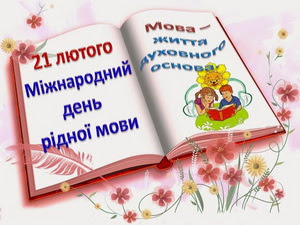 21 лютого
Міжнародний
день
рідної мови
Мова –
життя
духовного
основа